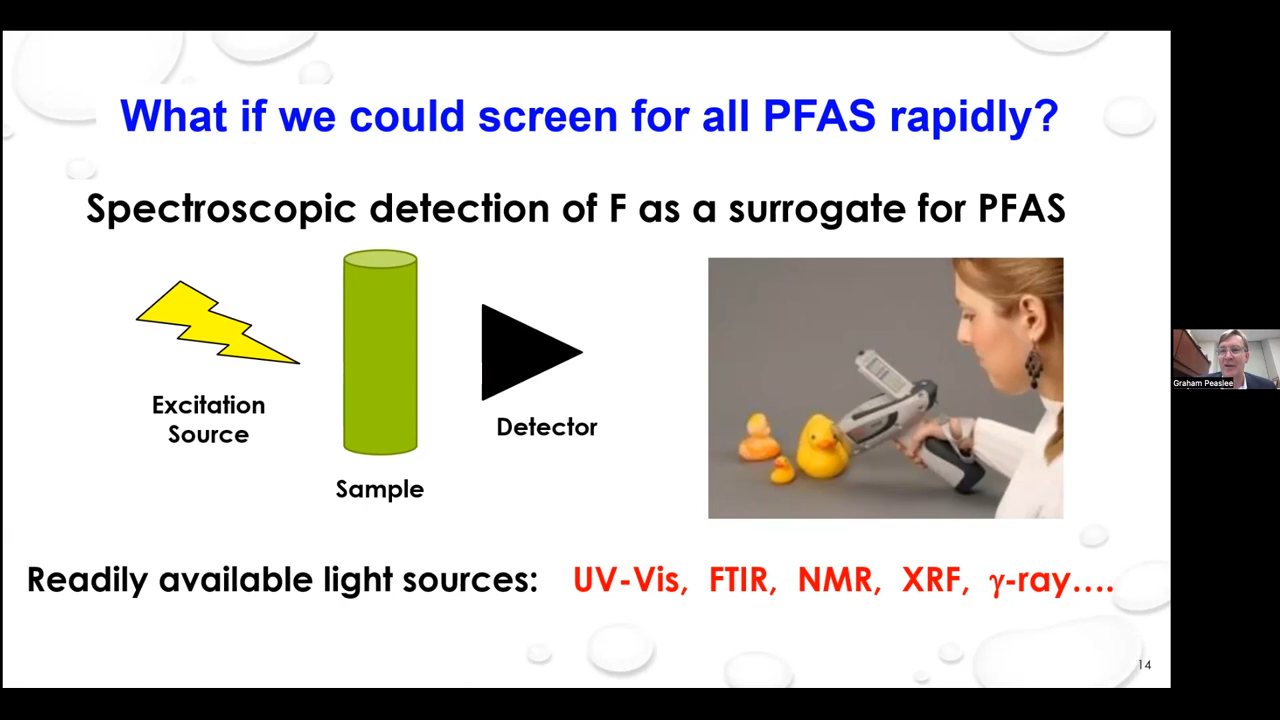 What if we could screen for all PFAS rapidly?
Spectroscopic detection of F as a surrogate for PFAS
Excitation
Source
Sample
Detector
Readily available light sources: UV-Vis, FTIR, NMR, XRF, γ-ray....
14
Graham Peaslee